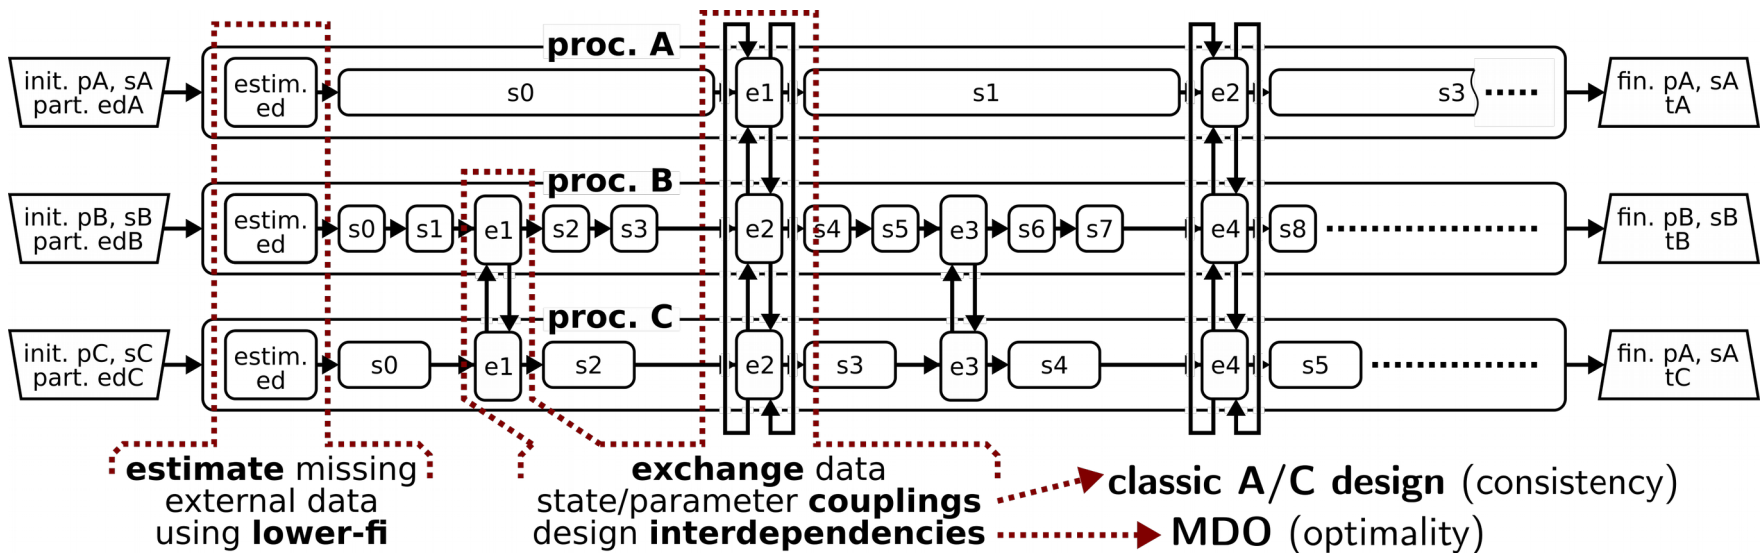 proc. A
init. pA, sA
part. edA
estim.
ed
s0
e1
s1
e2
s3
fin. pA, sA
tA
proc. B
init. pB, sB
part. edB
estim.
ed
s0
s1
e1
s2
s3
e2
s4
s5
e3
s6
s7
e4
s8
fin. pB, sB
tB
proc. C
init. pC, sC
part. edC
estim.
ed
s0
e1
s2
e2
s3
e3
s4
e4
s5
fin. pA, sA
tC
estimate missing
external data
using lower-fi
exchange data
state/parameter couplings
design interdependencies
classic A/C design (consistency)
MDO (optimality)